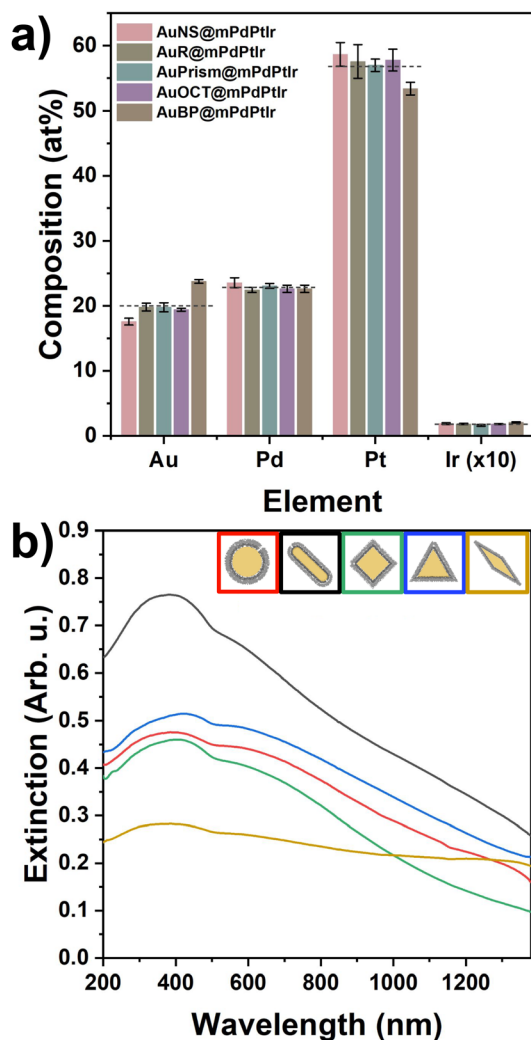 a)
AuNS@mPdPtIr
AuR@mPdPtIr
AuPrism@mPdPtIr
AuOCT@mPdPtIr
AuBP@mPdPtIr
60
50
40
30
20
10
0
Composition (at%)
Au Pd Pt Ir (x10)
Element
b)
0.9
0.8
0.7
0.6
0.5
0.4
0.3
0.2
0.1
0.0
Extinction (Arb. u.)
200 400 600 800 1000 1200
Wavelength (nm)